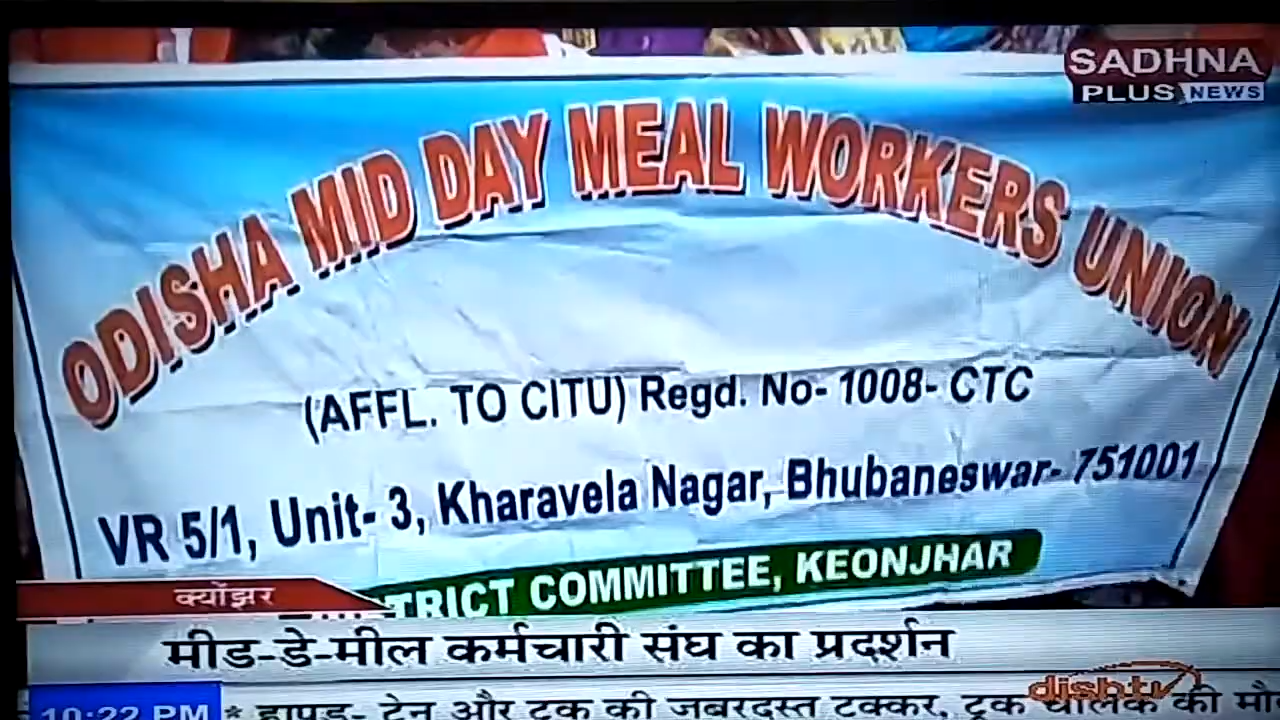 SADHNA
PLUS NEWS
ODISHA MID DAY MEAL WORKERS UNION
(AFFL. TO CITU) Regd. No- 1008- CTC
VR 5/1, Unit- 3, Kharavela Nagar, Bhubaneswar- 751001
TRICT COMMITTEE, KEONJHAR
क्योंझर
मीड-डे-मील कर्मचारी संघ का प्रदर्शन
dishtv
10:22 PM * हापुड़- ट्रेन और ट्रक की जबरदस्त टक्कर, ट्रक चालक की